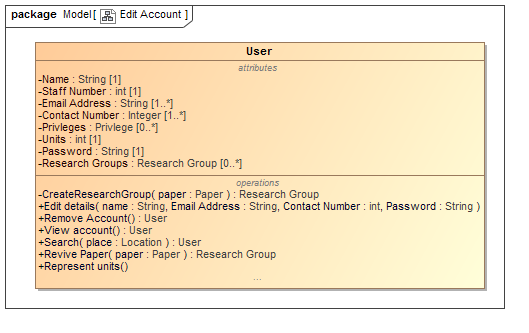 package Model [ Edit Account ]
User
attributes
-Name : String [1]
-Staff Number : int [1]
-Email Address : String [1..*]
-Contact Number : Integer [1..*]
-Privleges : Privlege [0..*]
-Units : int [1]
-Password : String [1]
-Research Groups : Research Group [0..*]
operations
-CreateResearchGroup( paper : Paper ) : Research Group
+Edit details( name : String, Email Address : String, Contact Number : int, Password : String )
+Remove Account() : User
+View account() : User
+Search( place : Location ) : User
+Revive Paper( paper : Paper ) : Research Group
+Represent units()
...